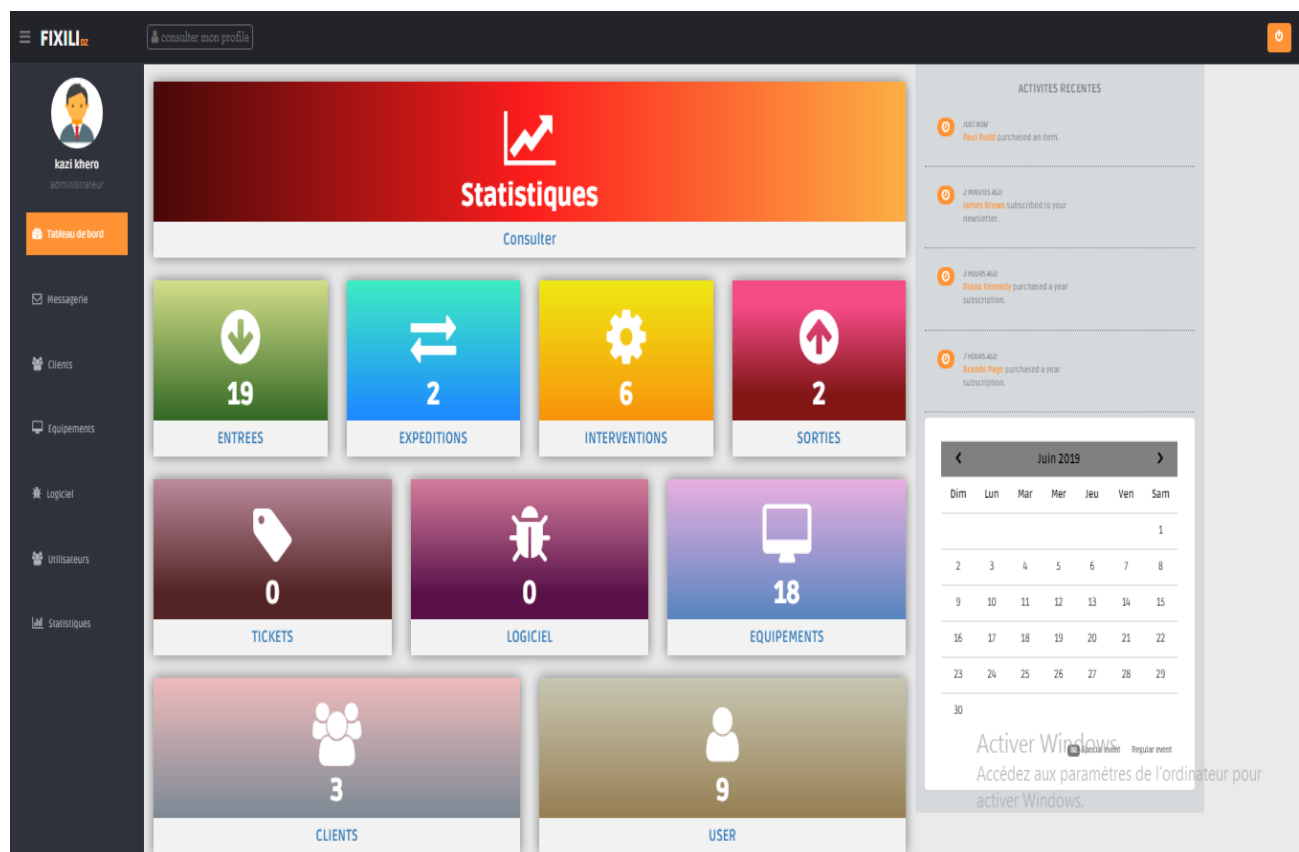 FIXILI DZ
consulter mon profile
kazi khero
administrateur
Tableau de bord
Messagerie
Clients
Equipements
Logiciel
Utilisateurs
Statistiques
Statistiques
Consulter
19
ENTREES
2
EXPEDITIONS
6
INTERVENTIONS
2
SORTIES
0
TICKETS
0
LOGICIEL
18
EQUIPEMENTS
3
CLIENTS
9
USER
ACTIVITES RECENTES
JUST NOW
Paul Rudd purchased an item.
2 MINUTES AGO
James Brown subscribed to your
newsletter.
3 HOURS AGO
Diana Kennedy purchased a year
subscription.
7 HOURS AGO
Brando Page purchased a year
subscription.
Juin 2019
Dim Lun Mar Mer Jeu Ven Sam
1
2 3 4 5 6 7 8
9 10 11 12 13 14 15
16 17 18 19 20 21 22
23 24 25 26 27 28 29
30
Special event Regular event
Activer Windows
Accédez aux paramètres de l'ordinateur pour
activer Windows.